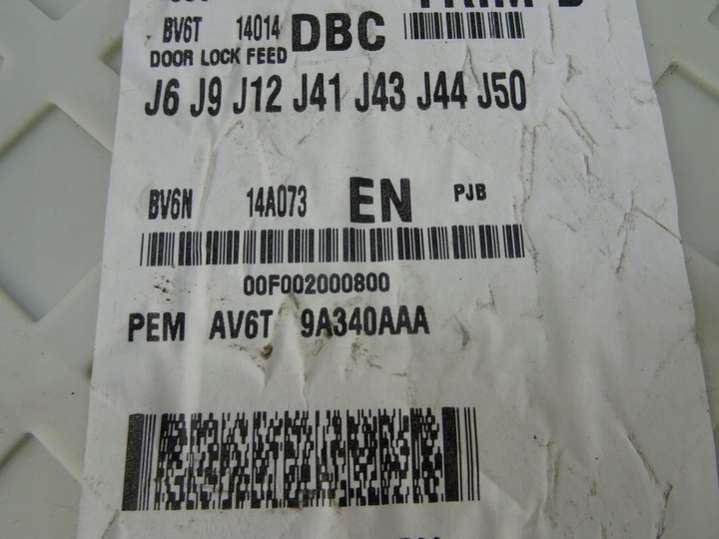 BV6T 14014 DBC
DOOR LOCK FEED
J6 J9 J12 J41 J43 J44 J50
BV6N 14A073 EN PJB
00F002000800
PEM AV6T 9A340AAA